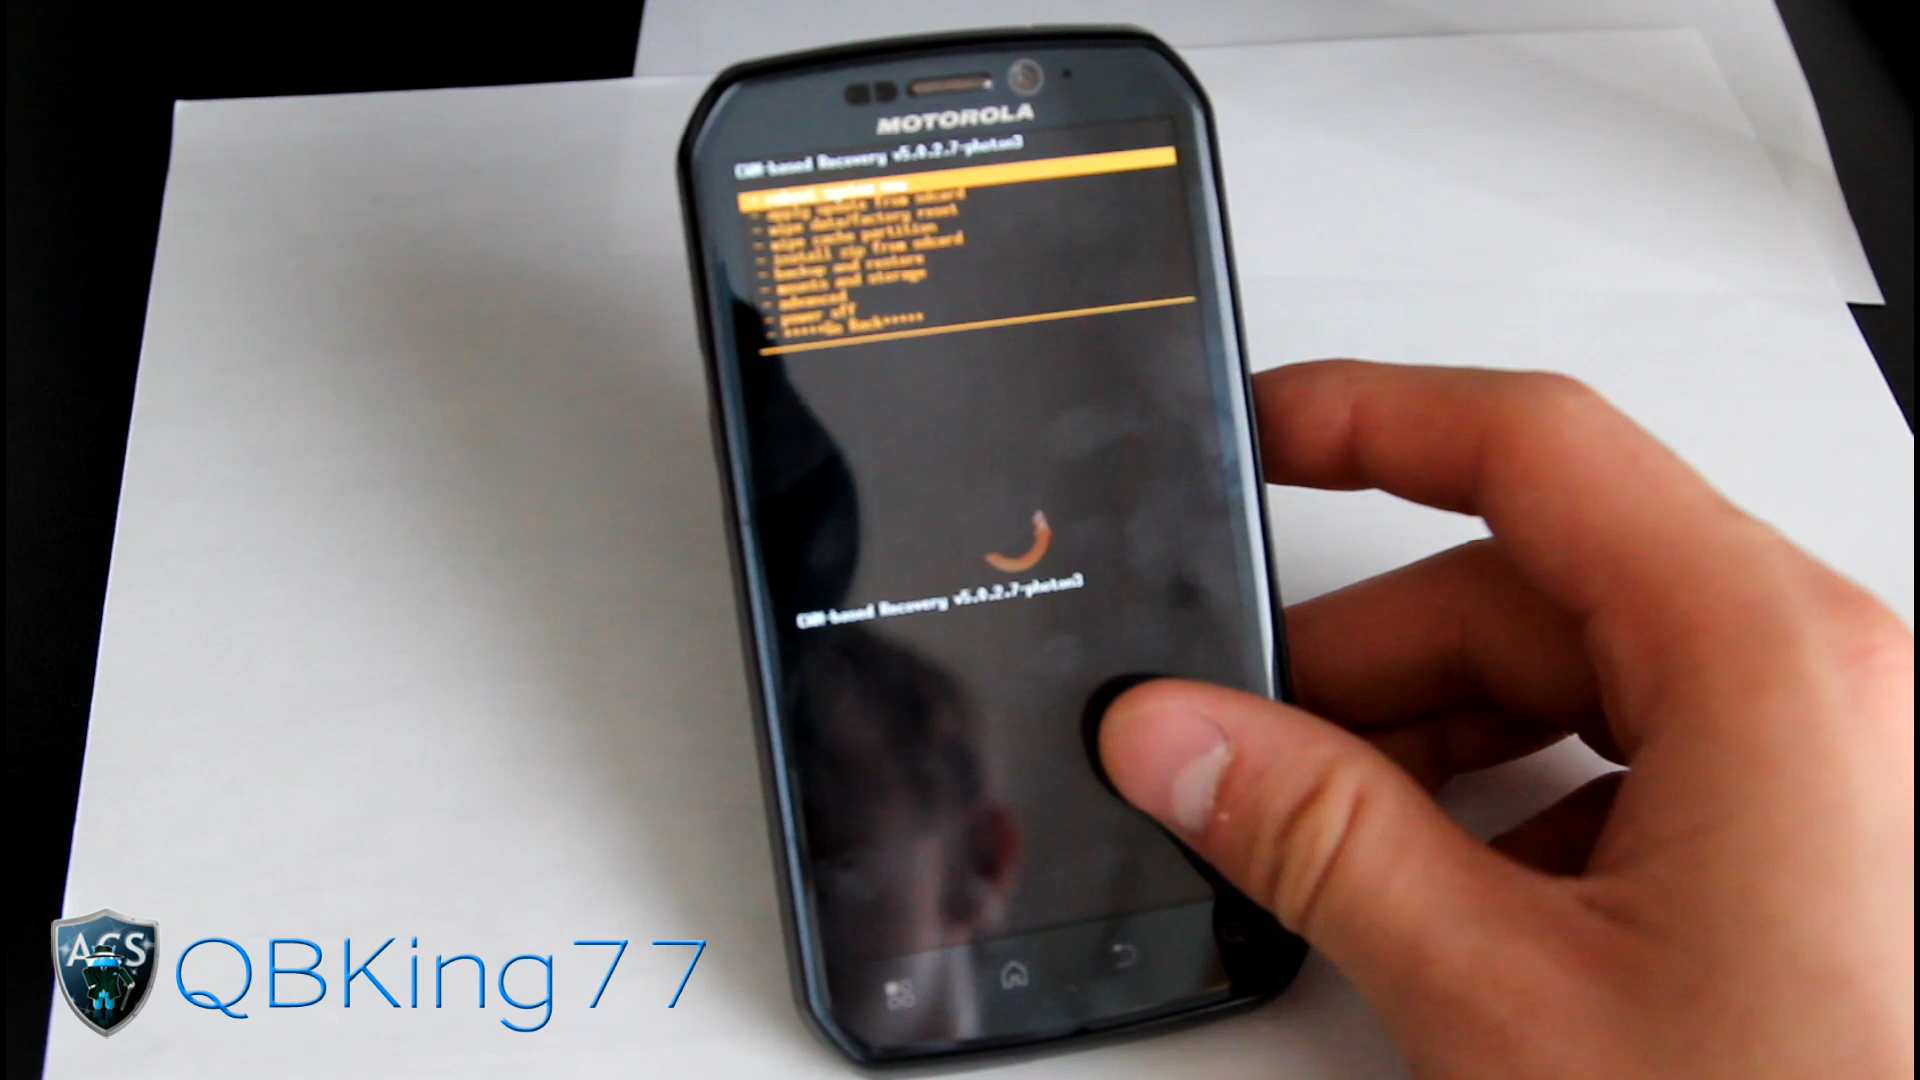 MOTOROLA
CWM-based Recovery v5.0.2.7-photon3
- reboot system now
- apply update from sdcard
- wipe data/factory reset
- wipe cache partition
- install zip from sdcard
- backup and restore
- mounts and storage
- advanced
- power off
- +++++Go Back+++++
CWM-based Recovery v5.0.2.7-photon3
ACS
QBKing77